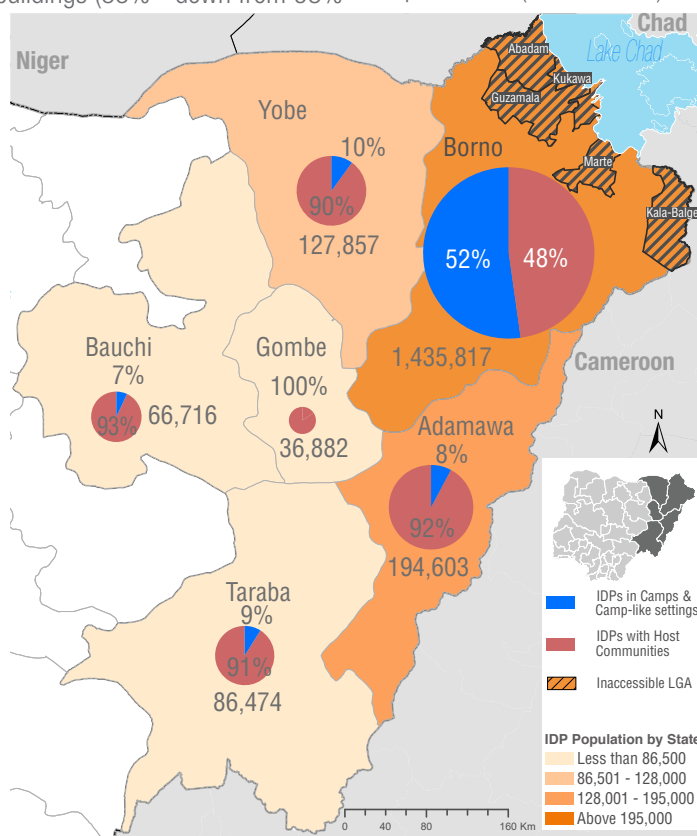 Chad
Niger
Lake Chad
Abadam
Kukawa
Guzamala
Yobe
10%
90%
127,857
Borno
Marte
Kala-Balge
52%
48%
1,435,817
Bauchi
7%
93%
66,716
Gombe
100%
36,882
Cameroon
Adamawa
8%
92%
194,603
Taraba
9%
91%
86,474
N
IDPs in Camps &
Camp-like settings
IDPs with Host
Communities
Inaccessible LGA
IDP Population by State
Less than 86,500
86,501 - 128,000
128,001 - 195,000
Above 195,000
0 40 80 160 Km